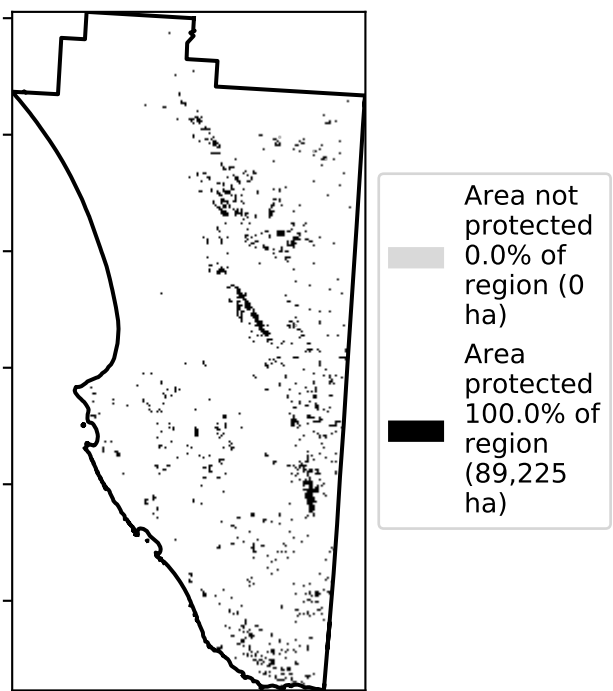 Area not
protected
0.0% of
region (0
ha)
Area
protected
100.0% of
region
(89,225
ha)